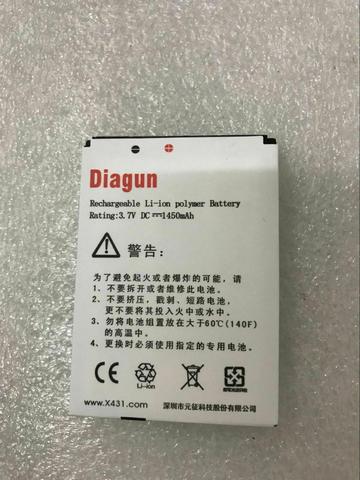 Diagun
Rechargeable Li-ion polymer Battery
Rating:3.7V DC⎓1450mAh
警告:
为了避免起火或者爆炸的可能，请
1.不要拆开或者维修此电池。
2.不要挤压，戳刺、短路电池，
不要将其投入火中或水中。
3.勿将电池组置放在大于60℃(140F)
的高温中。
4.更换时必须使用指定的专用电池。
Li-ion
www.X431.com
深圳市元征科技股份有限公司